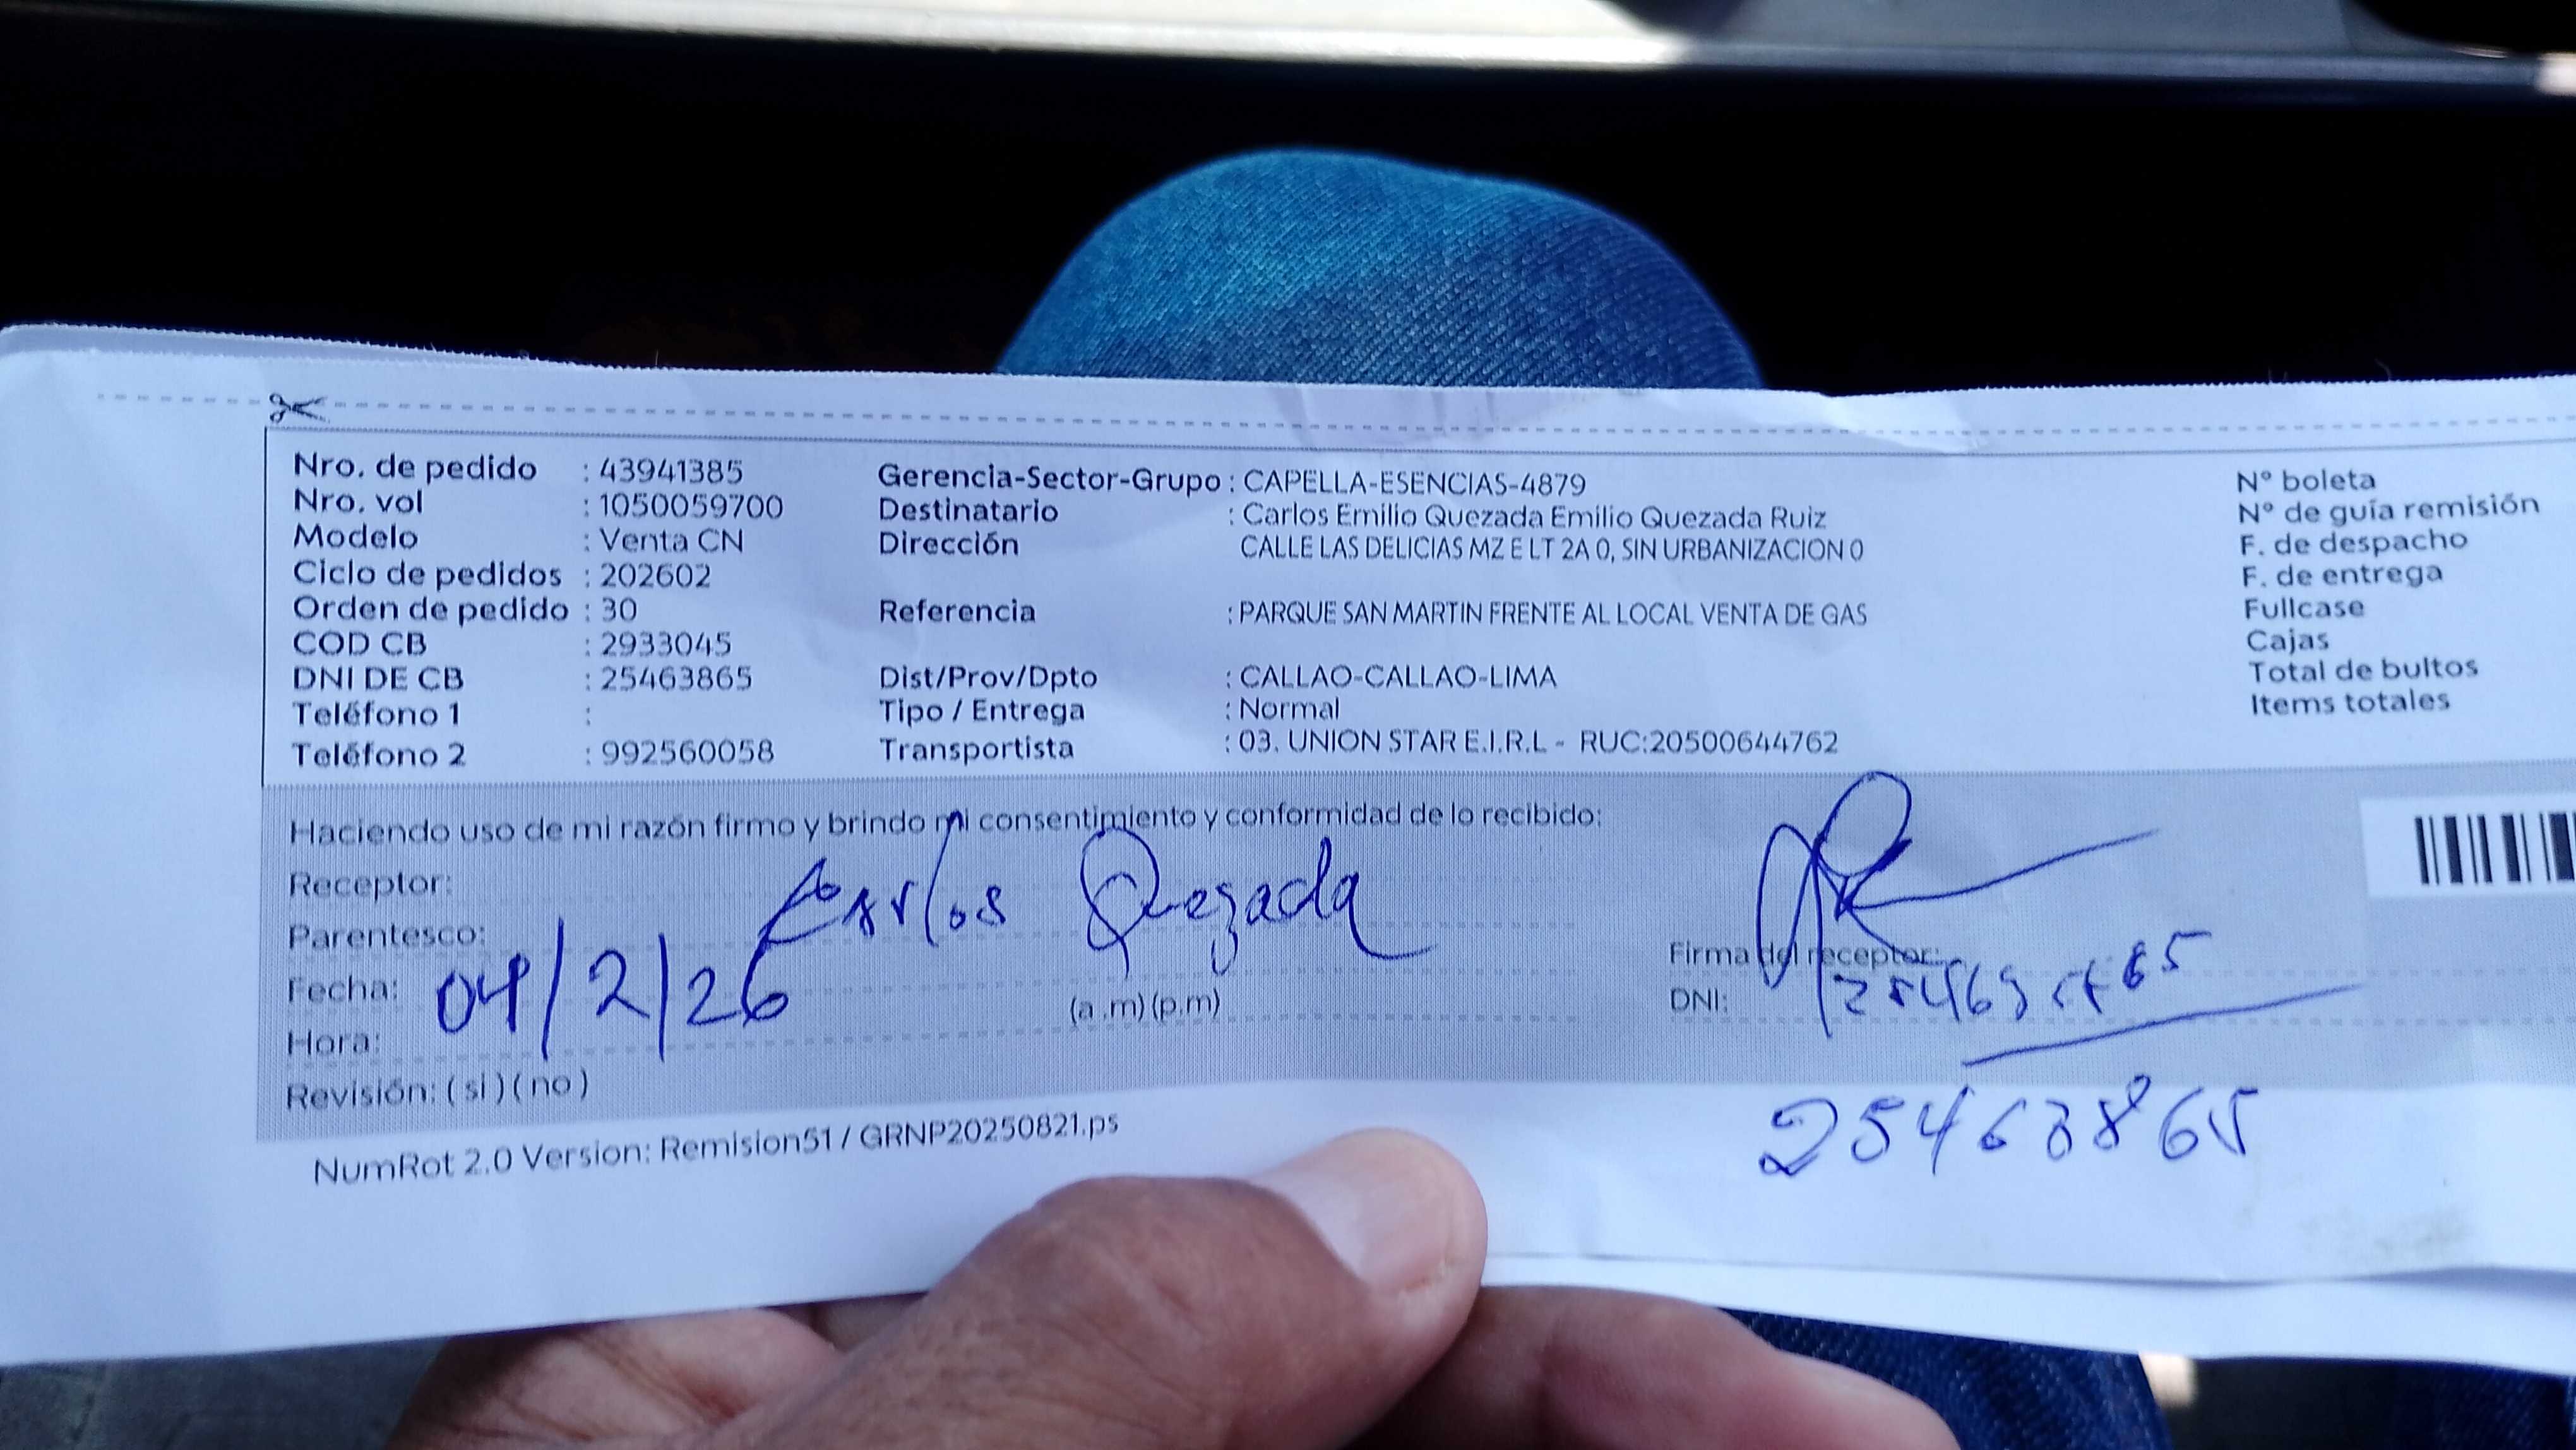 Nro. de pedido : 43941385
Nro. vol : 1050059700
Modelo : Venta CN
Ciclo de pedidos : 202602
Orden de pedido : 30
COD CB : 2933045
DNI DE CB : 25463865
Teléfono 1 :
Teléfono 2 : 992560058
Gerencia-Sector-Grupo : CAPELLA-ESENCIAS-4879
Destinatario : Carlos Emilio Quezada Emilio Quezada Ruiz
Dirección CALLE LAS DELICIAS MZ E LT 2A 0, SIN URBANIZACION 0
Referencia : PARQUE SAN MARTIN FRENTE AL LOCAL VENTA DE GAS
Dist/Prov/Dpto : CALLAO-CALLAO-LIMA
Tipo / Entrega : Normal
Transportista : 03. UNION STAR E.I.R.L - RUC:20500644762
N° boleta
N° de guía remisión
F. de despacho
F. de entrega
Fullcase
Cajas
Total de bultos
Items totales
Haciendo uso de mi razón firmo y brindo mi consentimiento y conformidad de lo recibido:
Receptor: Carlos Quezada
Parentesco:
Fecha: 04/2/26
Hora: (a.m)(p.m)
Revisión: (si)(no)
Firma del receptor:
DNI:
25463865
NumRot 2.0 Version: Remision51 / GRNP20250821.ps